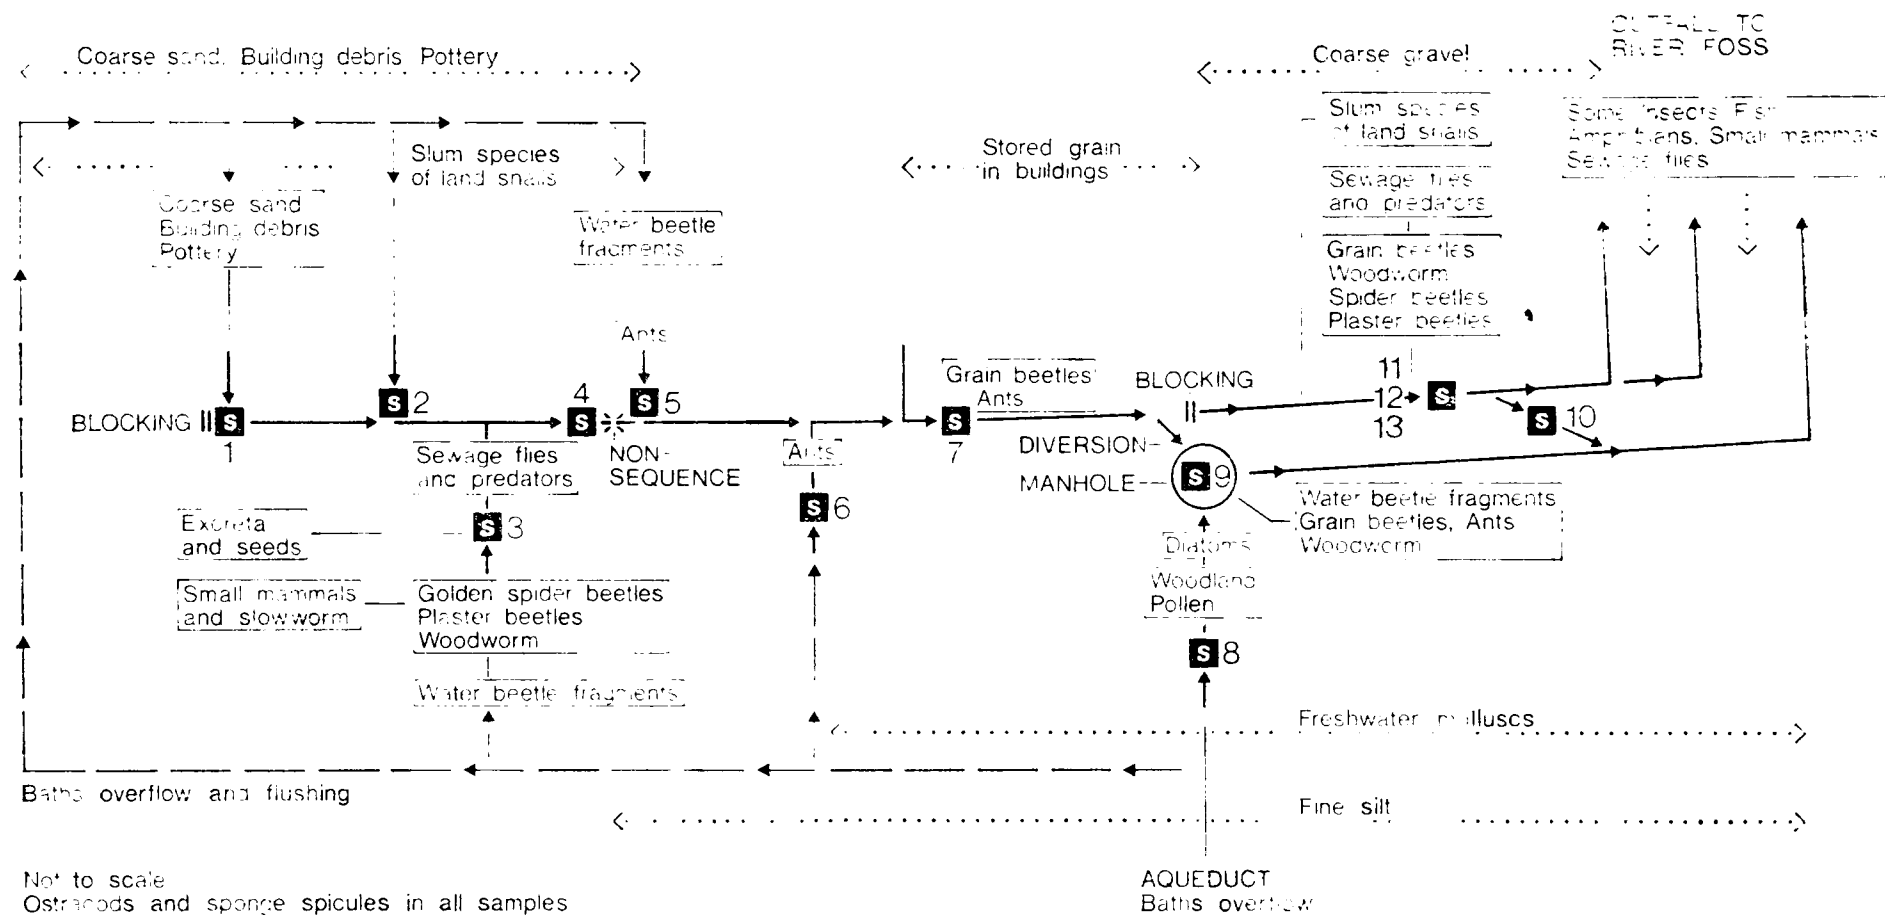 Coarse sand. Building debris Pottery
Coarse gravel
OUTFALL TO
RIVER FOSS
Slum species
of land snails
Coarse sand
Building debris
Pottery
Water beetle
fragments
Stored grain
in buildings
Slum species
of land snails
Sewage flies
and predators
Grain beetles
Woodworm
Spider beetles
Plaster beetles
Some insects Fish
Amphibians, Small mammals
Sewage flies
Ants
BLOCKING
S
1
S 2
4
S
S 5
NON-
SEQUENCE
Sewage flies
and predators
Ants
S 6
Grain beetles
Ants
S
7
BLOCKING
DIVERSION
MANHOLE
S 9
11
12
13
S
S 10
Water beetle fragments
Grain beetles, Ants
Woodworm
Excreta
and seeds
S 3
Small mammals
and slowworm
Golden spider beetles
Plaster beetles
Woodworm
Water beetle fragments
Diatoms
Woodland
Pollen
S 8
Freshwater molluscs
Baths overflow and flushing
Fine silt
Not to scale
Ostracods and sponge spicules in all samples
AQUEDUCT
Baths overflow